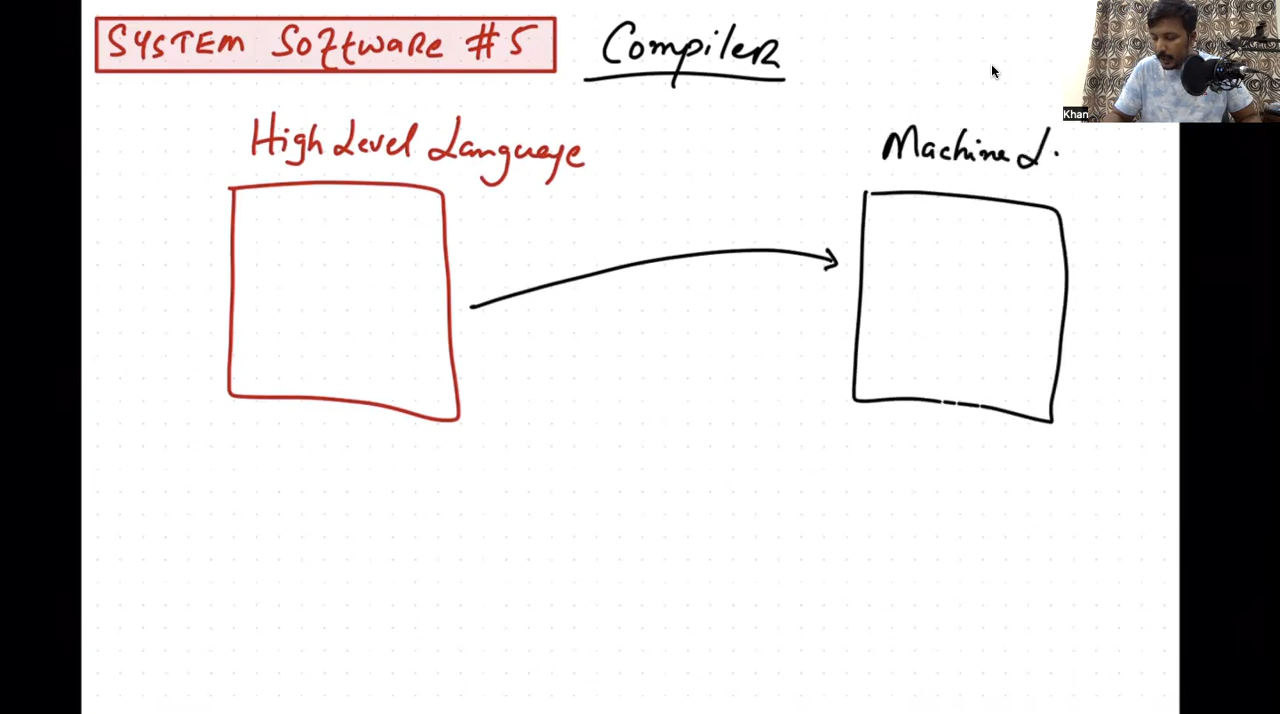 SYSTEM SOftwaRe #5
CompileR
High Level Language
Machine L.
Khan